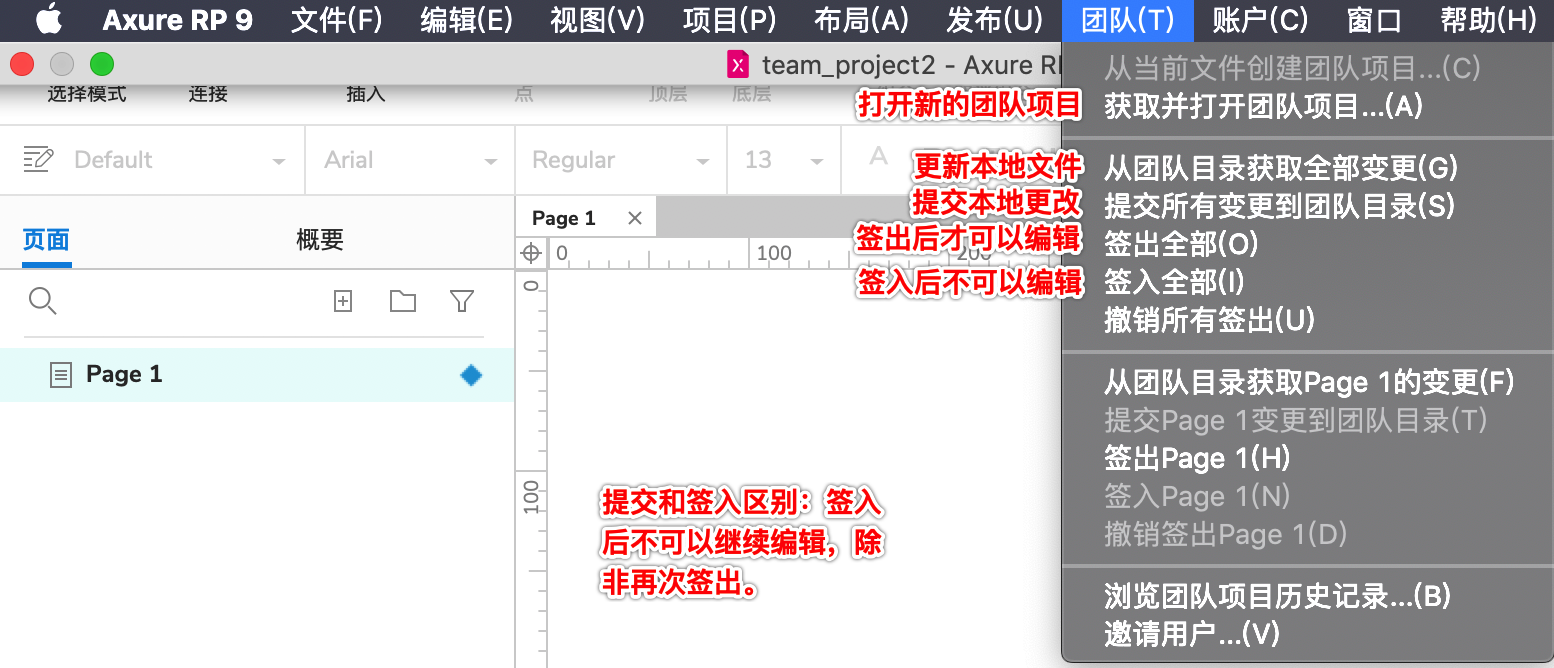 Axure RP 9 文件(F) 编辑(E) 视图(V) 项目(P) 布局(A) 发布(U) 团队(T) 账户(C) 窗口 帮助(H)
team_project2 - Axure RI
选择模式 连接 插入 点 顶层 底层
Default Arial Regular 13 A
页面 概要
Page 1
0 100 200
0
100
Page 1
从当前文件创建团队项目...(C)
打开新的团队项目 获取并打开团队项目...(A)
更新本地文件 从团队目录获取全部变更(G)
提交本地更改 提交所有变更到团队目录(S)
签出后才可以编辑 签出全部(O)
签入后不可以编辑 签入全部(I)
撤销所有签出(U)
从团队目录获取Page 1的变更(F)
提交Page 1变更到团队目录(T)
签出Page 1(H)
签入Page 1(N)
撤销签出Page 1(D)
浏览团队项目历史记录...(B)
邀请用户...(V)
提交和签入区别：签入
后不可以继续编辑，除
非再次签出。